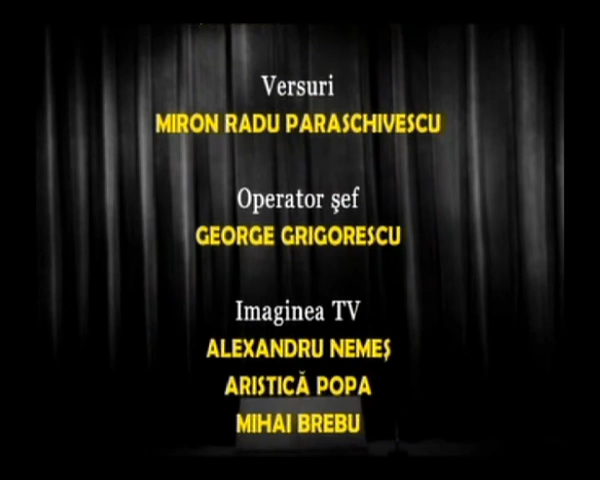 Versuri
MIRON RADU PARASCHIVESCU
Operator şef
GEORGE GRIGORESCU
Imaginea TV
ALEXANDRU NEMEŞ
ARISTICĂ POPA
MIHAI BREBU